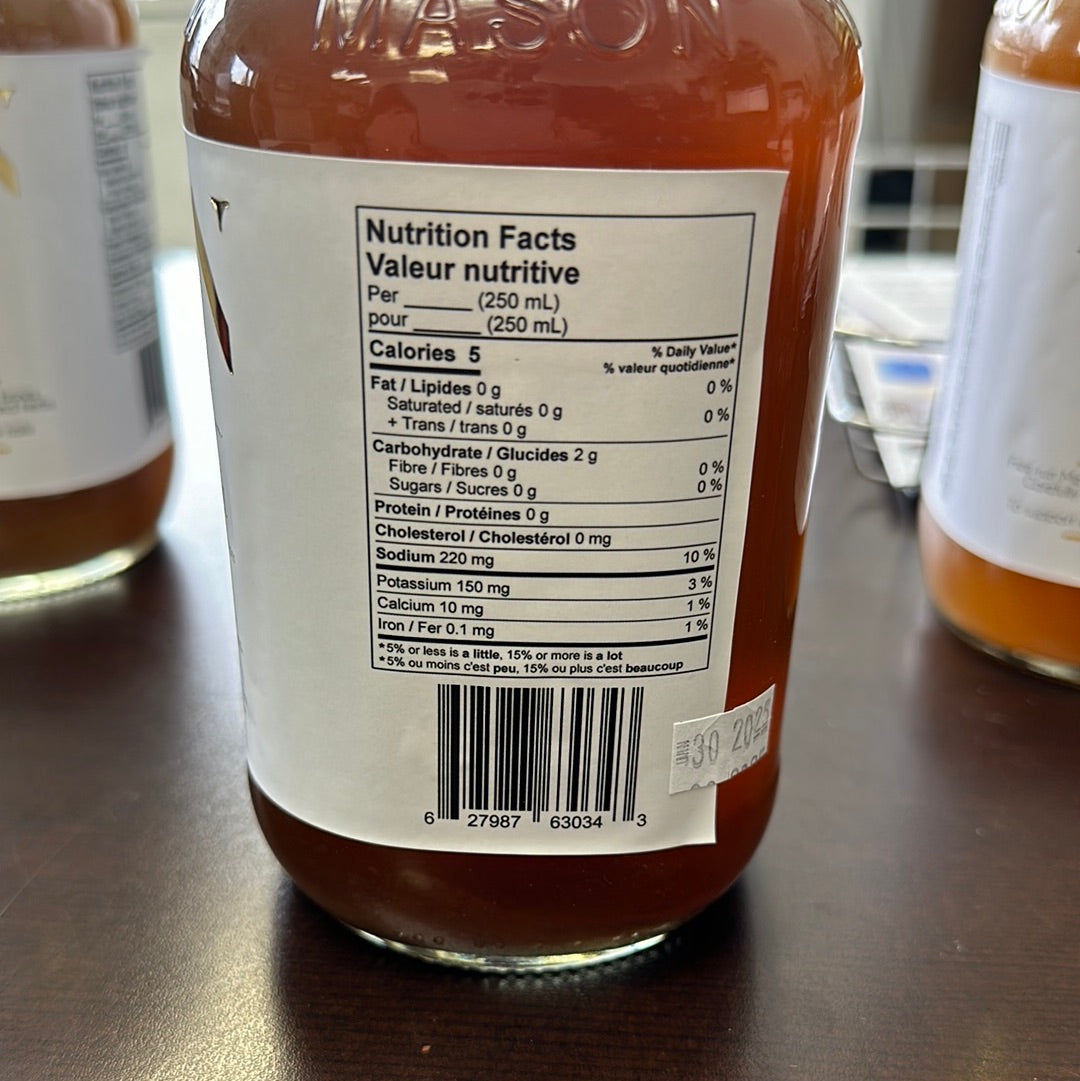 MASON
Nutrition Facts
Valeur nutritive
Per ______ (250 mL)
pour ______ (250 mL)
Calories 5
% Daily Value*
% valeur quotidienne*
Fat / Lipides 0 g 0 %
Saturated / saturés 0 g
+ Trans / trans 0 g 0 %
Carbohydrate / Glucides 2 g
Fibre / Fibres 0 g 0 %
Sugars / Sucres 0 g 0 %
Protein / Protéines 0 g
Cholesterol / Cholestérol 0 mg
Sodium 220 mg 10 %
Potassium 150 mg 3 %
Calcium 10 mg 1 %
Iron / Fer 0.1 mg 1 %
*5% or less is a little, 15% or more is a lot
*5% ou moins c'est peu, 15% ou plus c'est beaucoup
6 27987 63034 3
JAN 30 2023